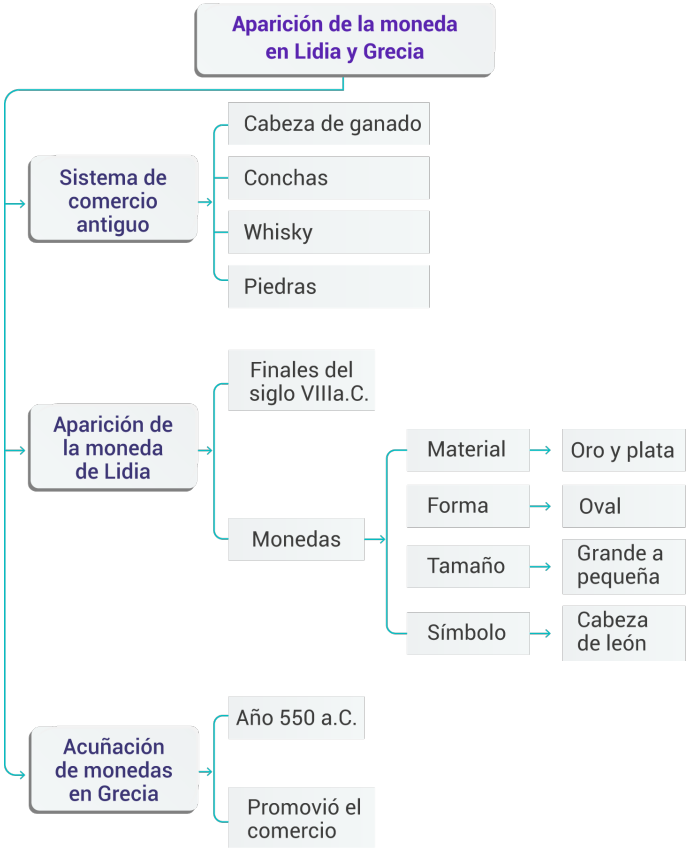 Aparición de la moneda
en Lidia y Grecia
Sistema de
comercio
antiguo
Cabeza de ganado
Conchas
Whisky
Piedras
Aparición de
la moneda
de Lidia
Finales del
siglo VIIIa.C.
Monedas
Material
Oro y plata
Forma
Oval
Tamaño
Grande a
pequeña
Símbolo
Cabeza
de león
Acuñación
de monedas
en Grecia
Año 550 a.C.
Promovió el
comercio